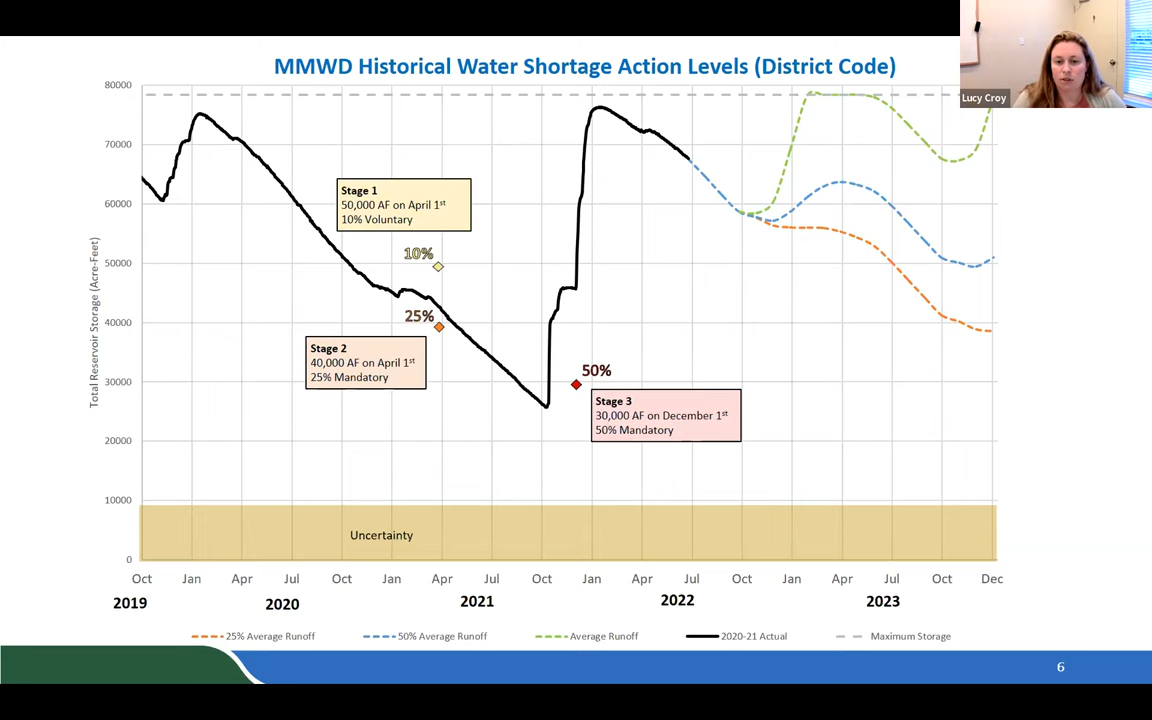 MMWD Historical Water Shortage Action Levels (District Code)
Lucy Croy
Total Reservoir Storage (Acre-Feet)
80000
70000
60000
50000
40000
30000
20000
10000
0
Stage 1
50,000 AF on April 1st
10% Voluntary
10%
25%
Stage 2
40,000 AF on April 1st
25% Mandatory
50%
Stage 3
30,000 AF on December 1st
50% Mandatory
Uncertainty
Oct Jan Apr Jul Oct Jan Apr Jul Oct Jan Apr Jul Oct Jan Apr Jul Oct Dec
2019 2020 2021 2022 2023
25% Average Runoff 50% Average Runoff Average Runoff 2020-21 Actual Maximum Storage
6